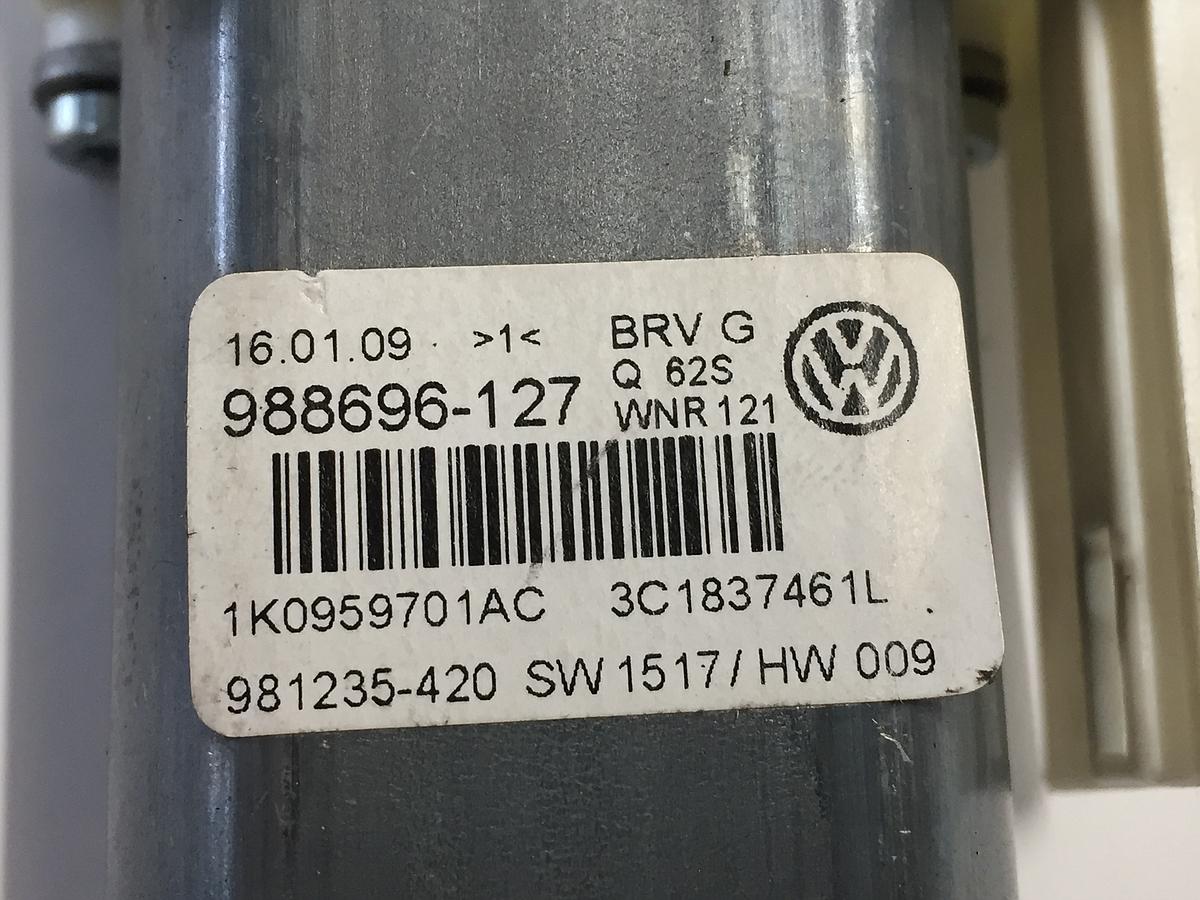 16.01.09 >1< BRV G
Q 62S
988696-127 WNR 121
1K0959701AC 3C1837461L
981235-420 SW 1517 / HW 009